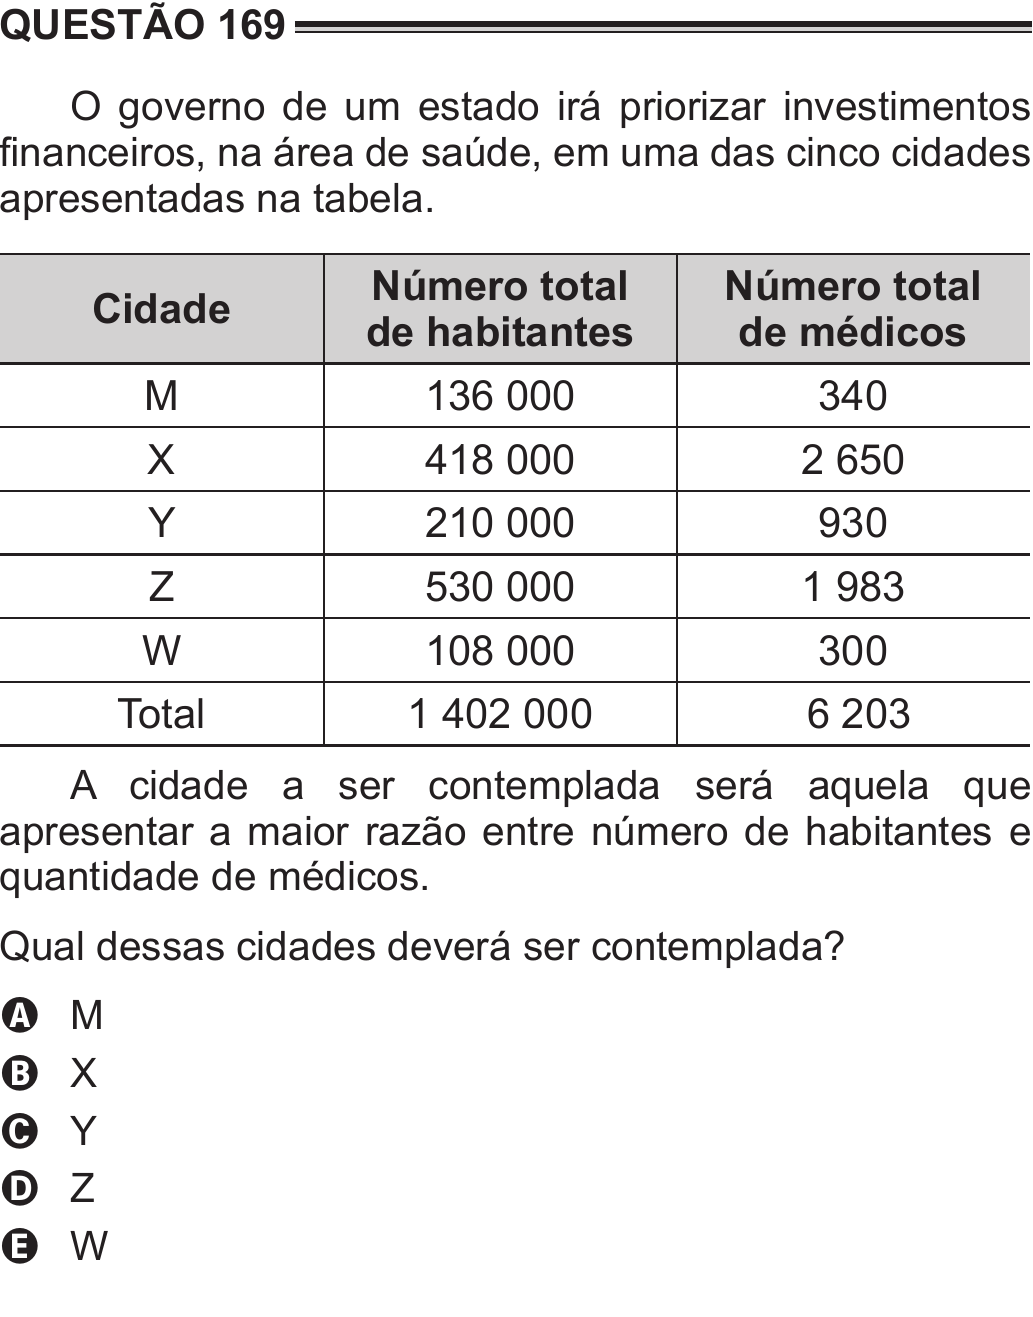 QUESTÃO 169
O governo de um estado irá priorizar investimentos
financeiros, na área de saúde, em uma das cinco cidades
apresentadas na tabela.
Cidade
Número total
de habitantes
Número total
de médicos
M 136 000 340
X 418 000 2 650
Y 210 000 930
Z 530 000 1 983
W 108 000 300
Total 1 402 000 6 203
A cidade a ser contemplada será aquela que
apresentar a maior razão entre número de habitantes e
quantidade de médicos.
Qual dessas cidades deverá ser contemplada?
A M
B X
C Y
D Z
E W